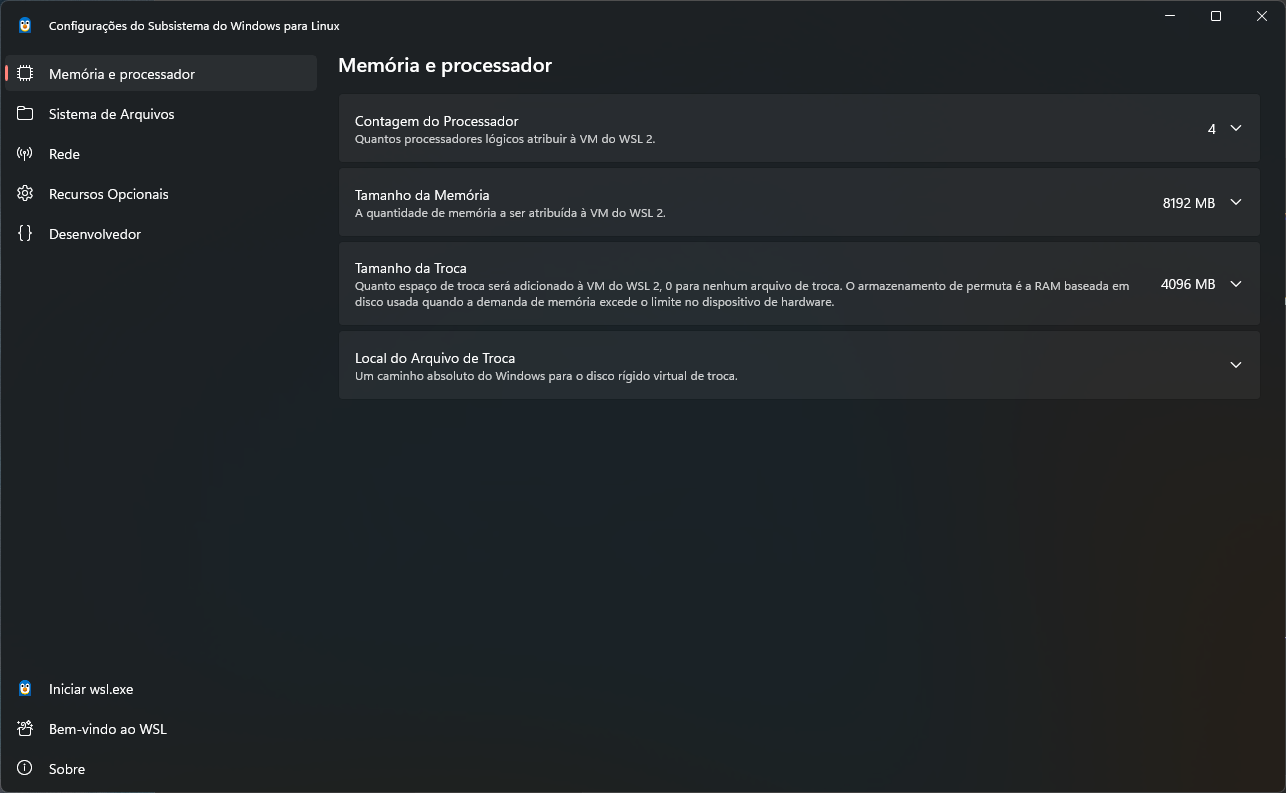 Configurações do Subsistema do Windows para Linux
Memória e processador
Sistema de Arquivos
Rede
Recursos Opcionais
Desenvolvedor
Iniciar wsl.exe
Bem-vindo ao WSL
Sobre
Memória e processador
Contagem do Processador
Quantos processadores lógicos atribuir à VM do WSL 2.
4
Tamanho da Memória
A quantidade de memória a ser atribuída à VM do WSL 2.
8192 MB
Tamanho da Troca
Quanto espaço de troca será adicionado à VM do WSL 2, 0 para nenhum arquivo de troca. O armazenamento de permuta é a RAM baseada em
disco usada quando a demanda de memória excede o limite no dispositivo de hardware.
4096 MB
Local do Arquivo de Troca
Um caminho absoluto do Windows para o disco rígido virtual de troca.